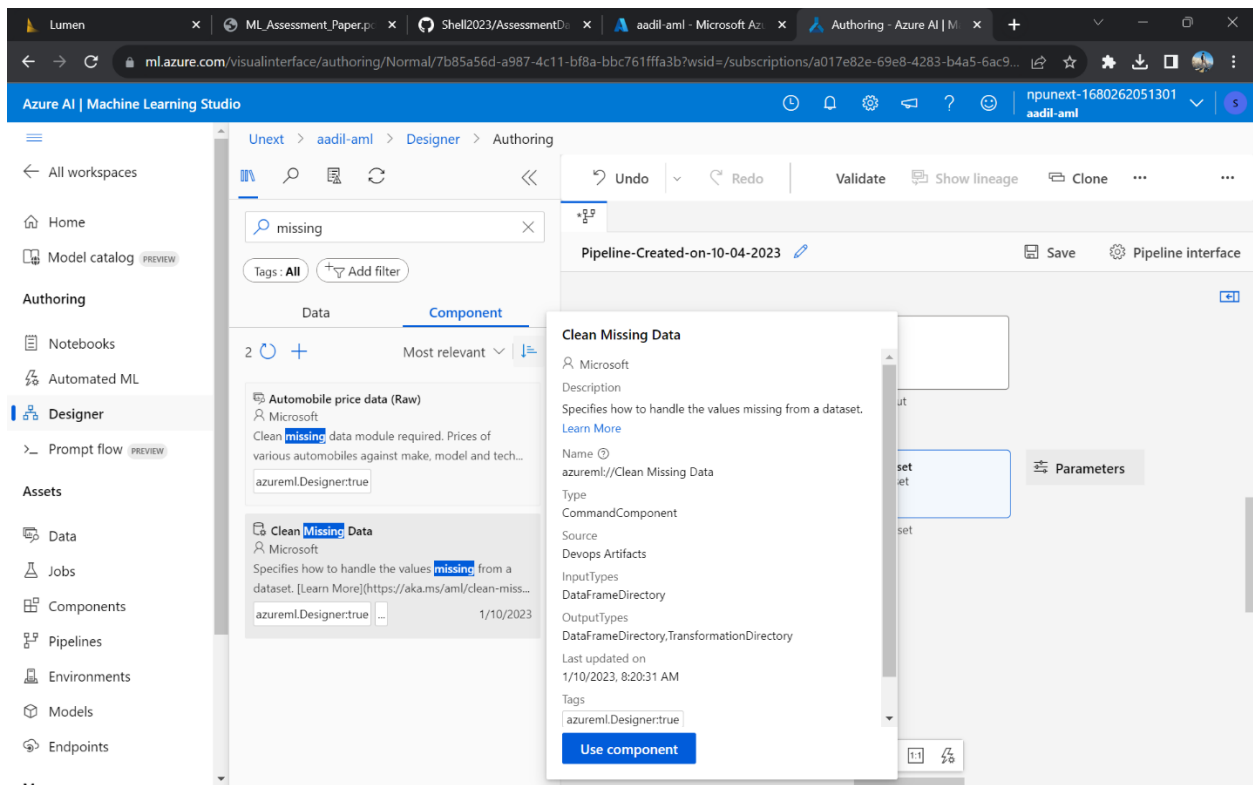 Lumen
ML_Assessment_Paper.pc
Shell2023/AssessmentDa
aadil-aml - Microsoft Az
Authoring - Azure AI | M
ml.azure.com/visualinterface/authoring/Normal/7b85a56d-a987-4c11-bf8a-bbc761fffa3b?wsid=/subscriptions/a017e82e-69e8-4283-b4a5-6ac9...
Azure AI | Machine Learning Studio
npunext-1680262051301
aadil-aml
S
All workspaces
Home
Model catalog PREVIEW
Authoring
Notebooks
Automated ML
Designer
Prompt flow PREVIEW
Assets
Data
Jobs
Components
Pipelines
Environments
Models
Endpoints
Unext > aadil-aml > Designer > Authoring
missing
Tags : All
Add filter
Data
Component
2
Most relevant
Automobile price data (Raw)
Microsoft
Clean missing data module required. Prices of
various automobiles against make, model and tech...
azureml.Designer:true
Clean Missing Data
Microsoft
Specifies how to handle the values missing from a
dataset. [Learn More](https://aka.ms/aml/clean-miss...
azureml.Designer:true ... 1/10/2023
Undo
Redo
Validate
Show lineage
Clone
...
...
Pipeline-Created-on-10-04-2023
Save
Pipeline interface
Clean Missing Data
Microsoft
Description
Specifies how to handle the values missing from a dataset.
Learn More
Name
azureml://Clean Missing Data
Type
CommandComponent
Source
Devops Artifacts
InputTypes
DataFrameDirectory
OutputTypes
DataFrameDirectory,TransformationDirectory
Last updated on
1/10/2023, 8:20:31 AM
Tags
azureml.Designer:true
Use component
ut
set
et
set
Parameters
1:1